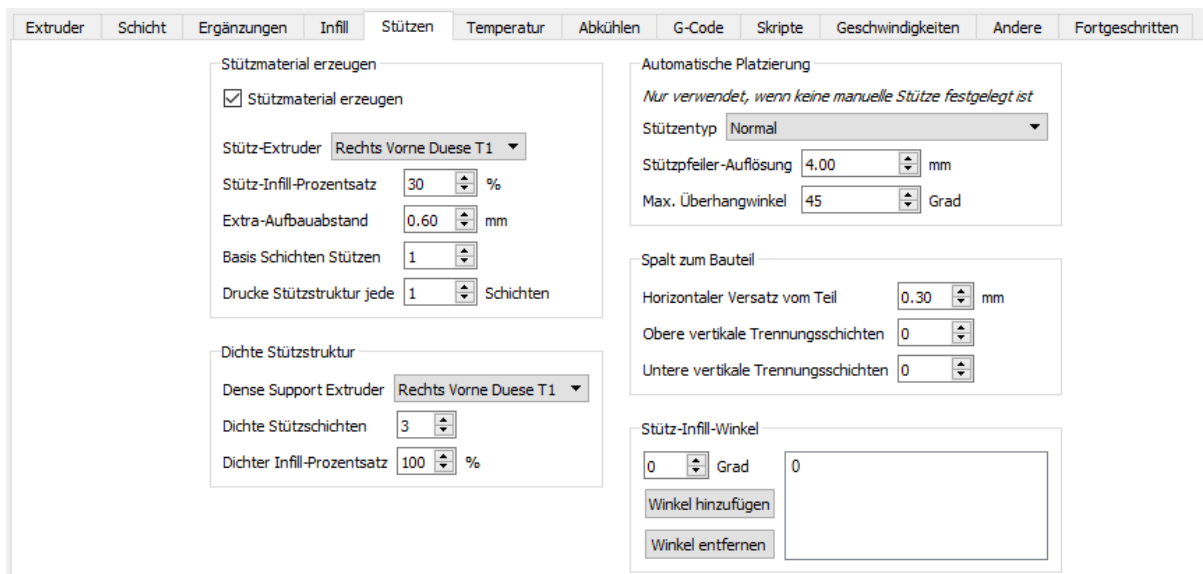 Extruder Schicht Ergänzungen Infill Stützen Temperatur Abkühlen G-Code Skripte Geschwindigkeiten Andere Fortgeschritten
Stützmaterial erzeugen
Stützmaterial erzeugen
Stütz-Extruder Rechts Vorne Duese T1
Stütz-Infill-Prozentsatz 30 %
Extra-Aufbauabstand 0.60 mm
Basis Schichten Stützen 1
Drucke Stützstruktur jede 1 Schichten
Dichte Stützstruktur
Dense Support Extruder Rechts Vorne Duese T1
Dichte Stützschichten 3
Dichter Infill-Prozentsatz 100 %
Automatische Platzierung
Nur verwendet, wenn keine manuelle Stütze festgelegt ist
Stützentyp Normal
Stützpfeiler-Auflösung 4.00 mm
Max. Überhangwinkel 45 Grad
Spalt zum Bauteil
Horizontaler Versatz vom Teil 0.30 mm
Obere vertikale Trennungsschichten 0
Untere vertikale Trennungsschichten 0
Stütz-Infill-Winkel
0 Grad 0
Winkel hinzufügen
Winkel entfernen